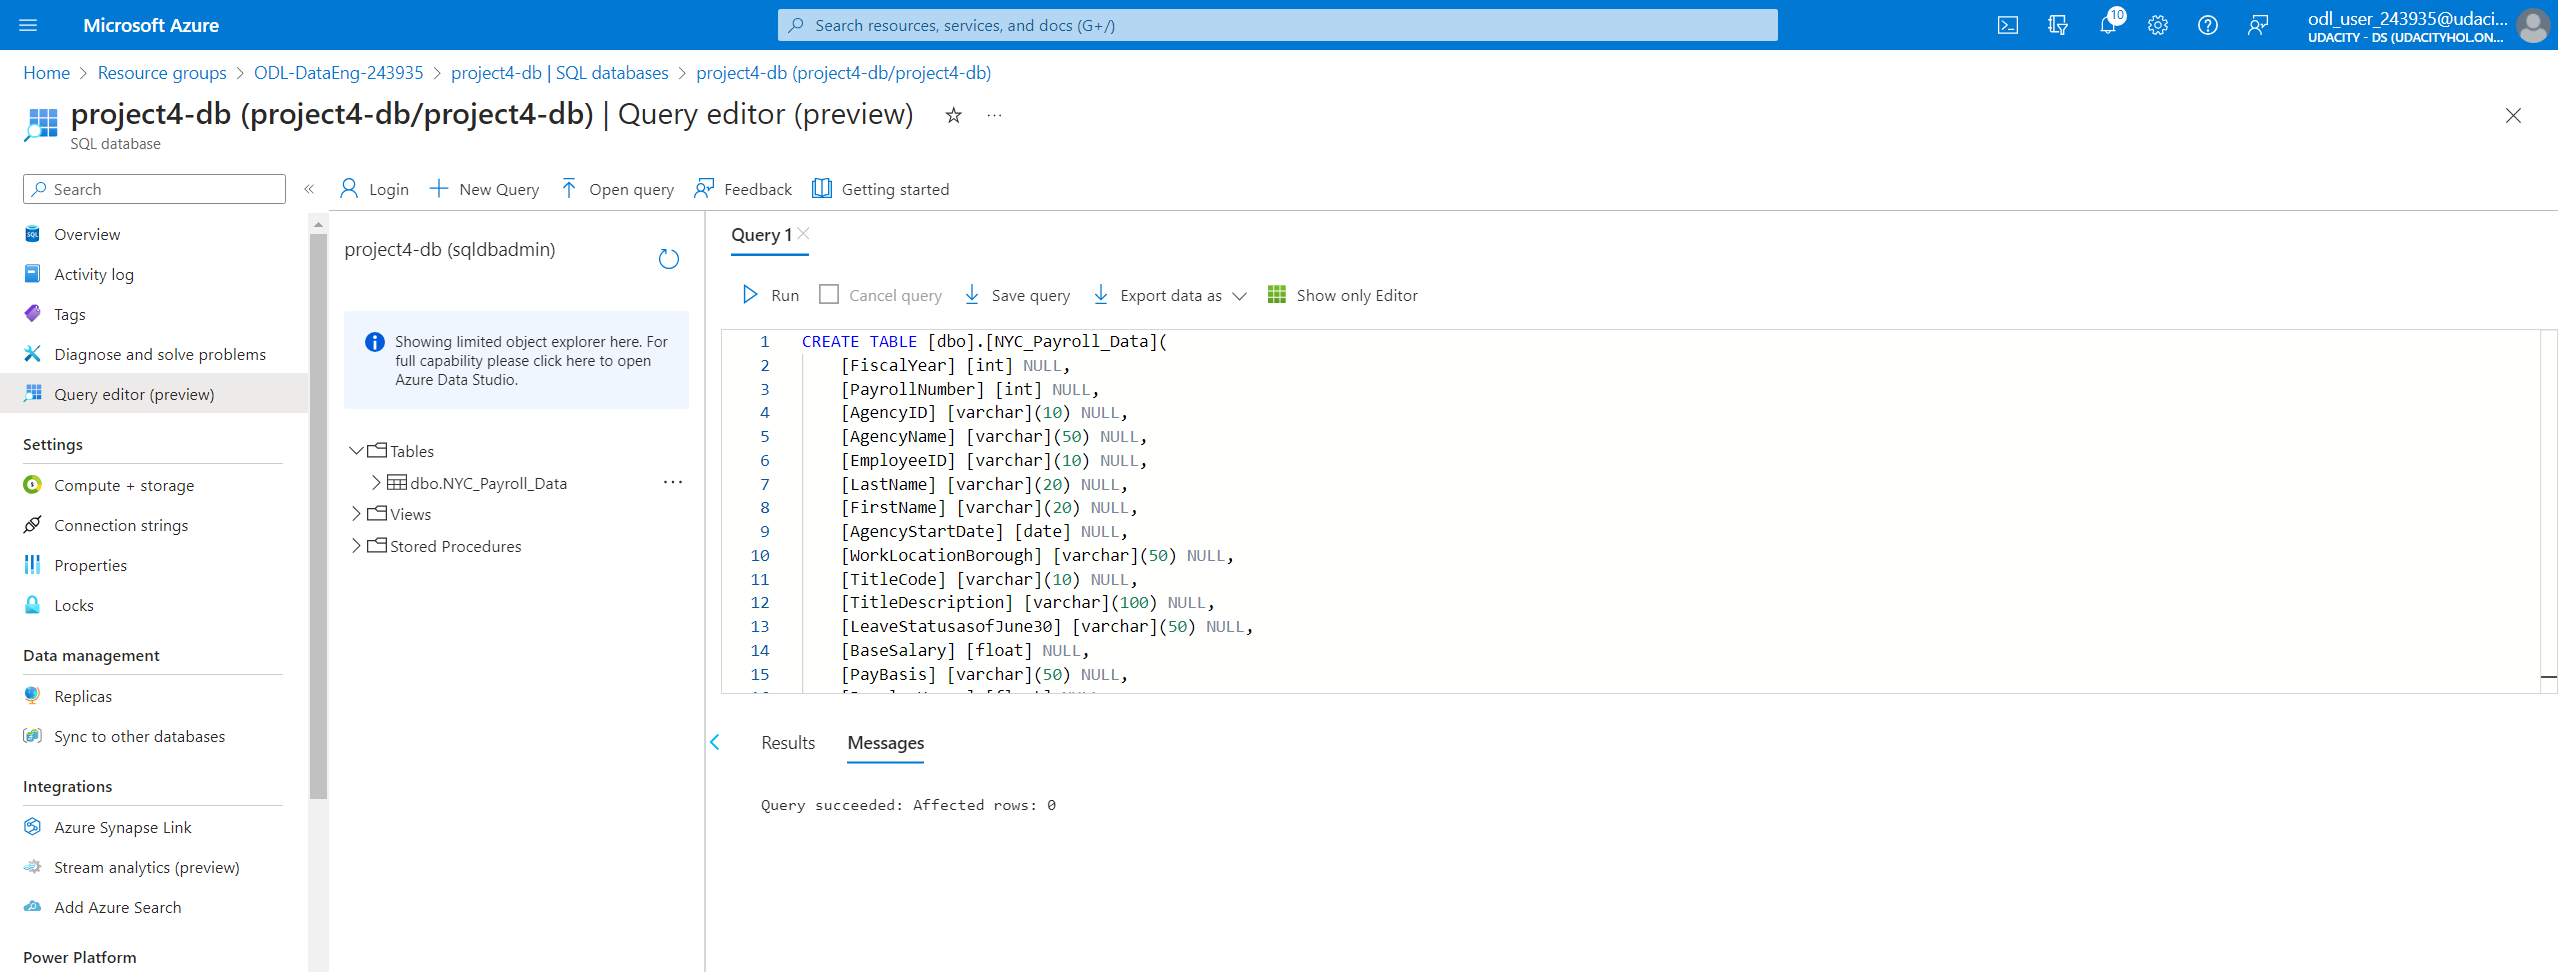 Microsoft Azure
Search resources, services, and docs (G+/)
10
odl_user_243935@udaci...
UDACITY - DS (UDACITYHOL.ON...
Home > Resource groups > ODL-DataEng-243935 > project4-db | SQL databases > project4-db (project4-db/project4-db)
project4-db (project4-db/project4-db) | Query editor (preview)
SQL database
Search
Login
New Query
Open query
Feedback
Getting started
Overview
Activity log
Tags
Diagnose and solve problems
Query editor (preview)
Settings
Compute + storage
Connection strings
Properties
Locks
Data management
Replicas
Sync to other databases
Integrations
Azure Synapse Link
Stream analytics (preview)
Add Azure Search
Power Platform
project4-db (sqldbadmin)
Showing limited object explorer here. For
full capability please click here to open
Azure Data Studio.
Tables
dbo.NYC_Payroll_Data
Views
Stored Procedures
Query 1
Run
Cancel query
Save query
Export data as
Show only Editor
1 CREATE TABLE [dbo].[NYC_Payroll_Data](
2 [FiscalYear] [int] NULL,
3 [PayrollNumber] [int] NULL,
4 [AgencyID] [varchar](10) NULL,
5 [AgencyName] [varchar](50) NULL,
6 [EmployeeID] [varchar](10) NULL,
7 [LastName] [varchar](20) NULL,
8 [FirstName] [varchar](20) NULL,
9 [AgencyStartDate] [date] NULL,
10 [WorkLocationBorough] [varchar](50) NULL,
11 [TitleCode] [varchar](10) NULL,
12 [TitleDescription] [varchar](100) NULL,
13 [LeaveStatusasofJune30] [varchar](50) NULL,
14 [BaseSalary] [float] NULL,
15 [PayBasis] [varchar](50) NULL,
Results
Messages
Query succeeded: Affected rows: 0